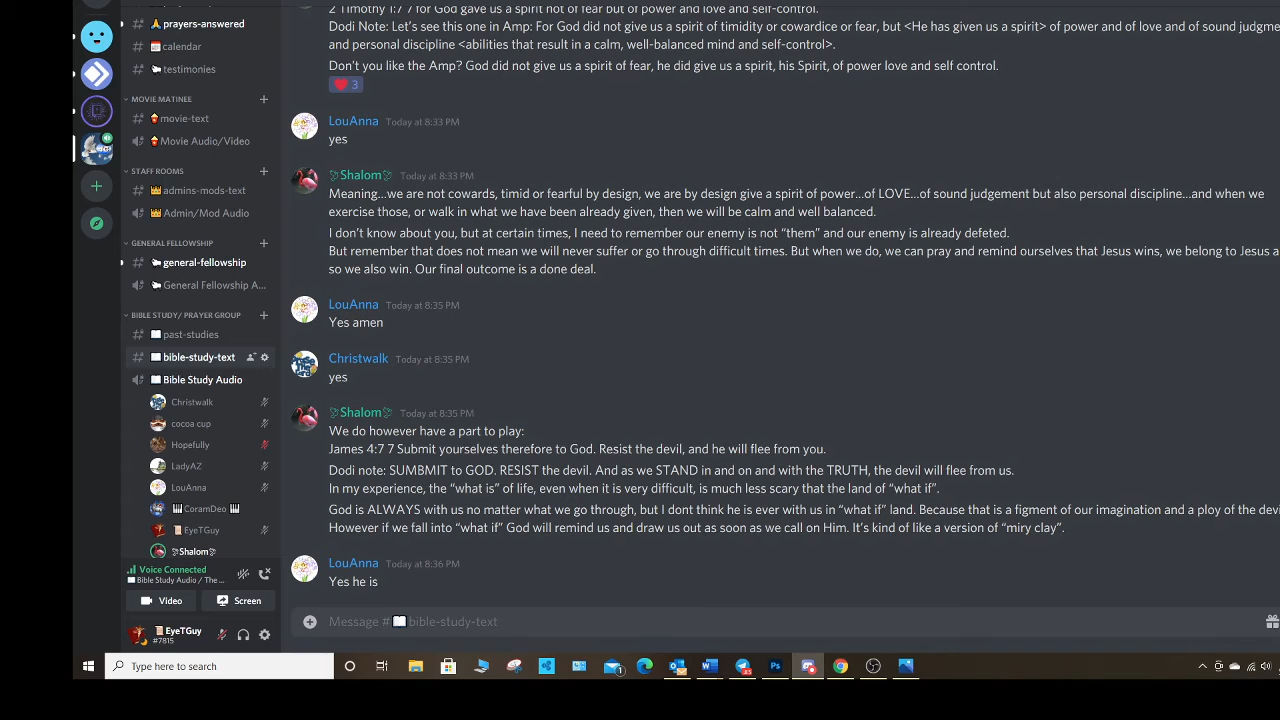 prayers-answered
calendar
testimonies
MOVIE MATINEE
movie-text
Movie Audio/Video
STAFF ROOMS
admins-mods-text
Admin/Mod Audio
GENERAL FELLOWSHIP
general-fellowship
General Fellowship A...
BIBLE STUDY/ PRAYER GROUP
past-studies
bible-study-text
Bible Study Audio
Christwalk
cocoa cup
Hopefully
LadyAZ
LouAnna
CoramDeo
EyeTGuy
Shalom
Voice Connected
Bible Study Audio / The ...
Video
Screen
EyeTGuy
#7815
2 Timothy 1:7 7 for God gave us a spirit not of fear but of power and love and self-control.
Dodi Note: Let’s see this one in Amp: For God did not give us a spirit of timidity or cowardice or fear, but <He has given us a spirit> of power and of love and of sound judgme
and personal discipline <abilities that result in a calm, well-balanced mind and self-control>.
Don’t you like the Amp? God did not give us a spirit of fear, he did give us a spirit, his Spirit, of power love and self control.
3
LouAnna Today at 8:33 PM
yes
Shalom Today at 8:33 PM
Meaning...we are not cowards, timid or fearful by design, we are by design give a spirit of power...of LOVE...of sound judgement but also personal discipline...and when we
exercise those, or walk in what we have been already given, then we will be calm and well balanced.
I don’t know about you, but at certain times, I need to remember our enemy is not “them” and our enemy is already defeted.
But remember that does not mean we will never suffer or go through difficult times. But when we do, we can pray and remind ourselves that Jesus wins, we belong to Jesus a
so we also win. Our final outcome is a done deal.
LouAnna Today at 8:35 PM
Yes amen
Christwalk Today at 8:35 PM
yes
Shalom Today at 8:35 PM
We do however have a part to play:
James 4:7 7 Submit yourselves therefore to God. Resist the devil, and he will flee from you.
Dodi note: SUMBMIT to GOD. RESIST the devil. And as we STAND in and on and with the TRUTH, the devil will flee from us.
In my experience, the “what is” of life, even when it is very difficult, is much less scary that the land of “what if”.
God is ALWAYS with us no matter what we go through, but I dont think he is ever with us in “what if” land. Because that is a figment of our imagination and a ploy of the devi
However if we fall into “what if” God will remind us and draw us out as soon as we call on Him. It’s kind of like a version of “miry clay”.
LouAnna Today at 8:36 PM
Yes he is
Message # bible-study-text
Type here to search